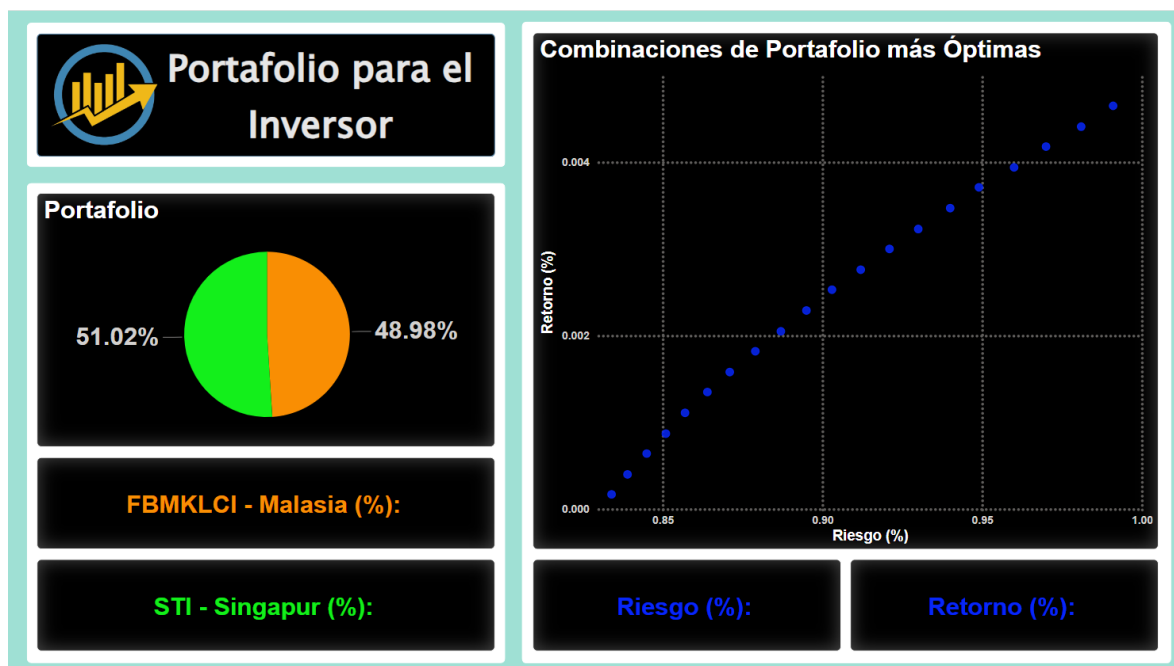 Portafolio para el
Inversor
Portafolio
51.02%
48.98%
FBMKLCI - Malasia (%):
STI - Singapur (%):
Combinaciones de Portafolio más Óptimas
Retorno (%)
0.004
0.002
0.000
0.85
0.90
0.95
1.00
Riesgo (%)
Riesgo (%):
Retorno (%):